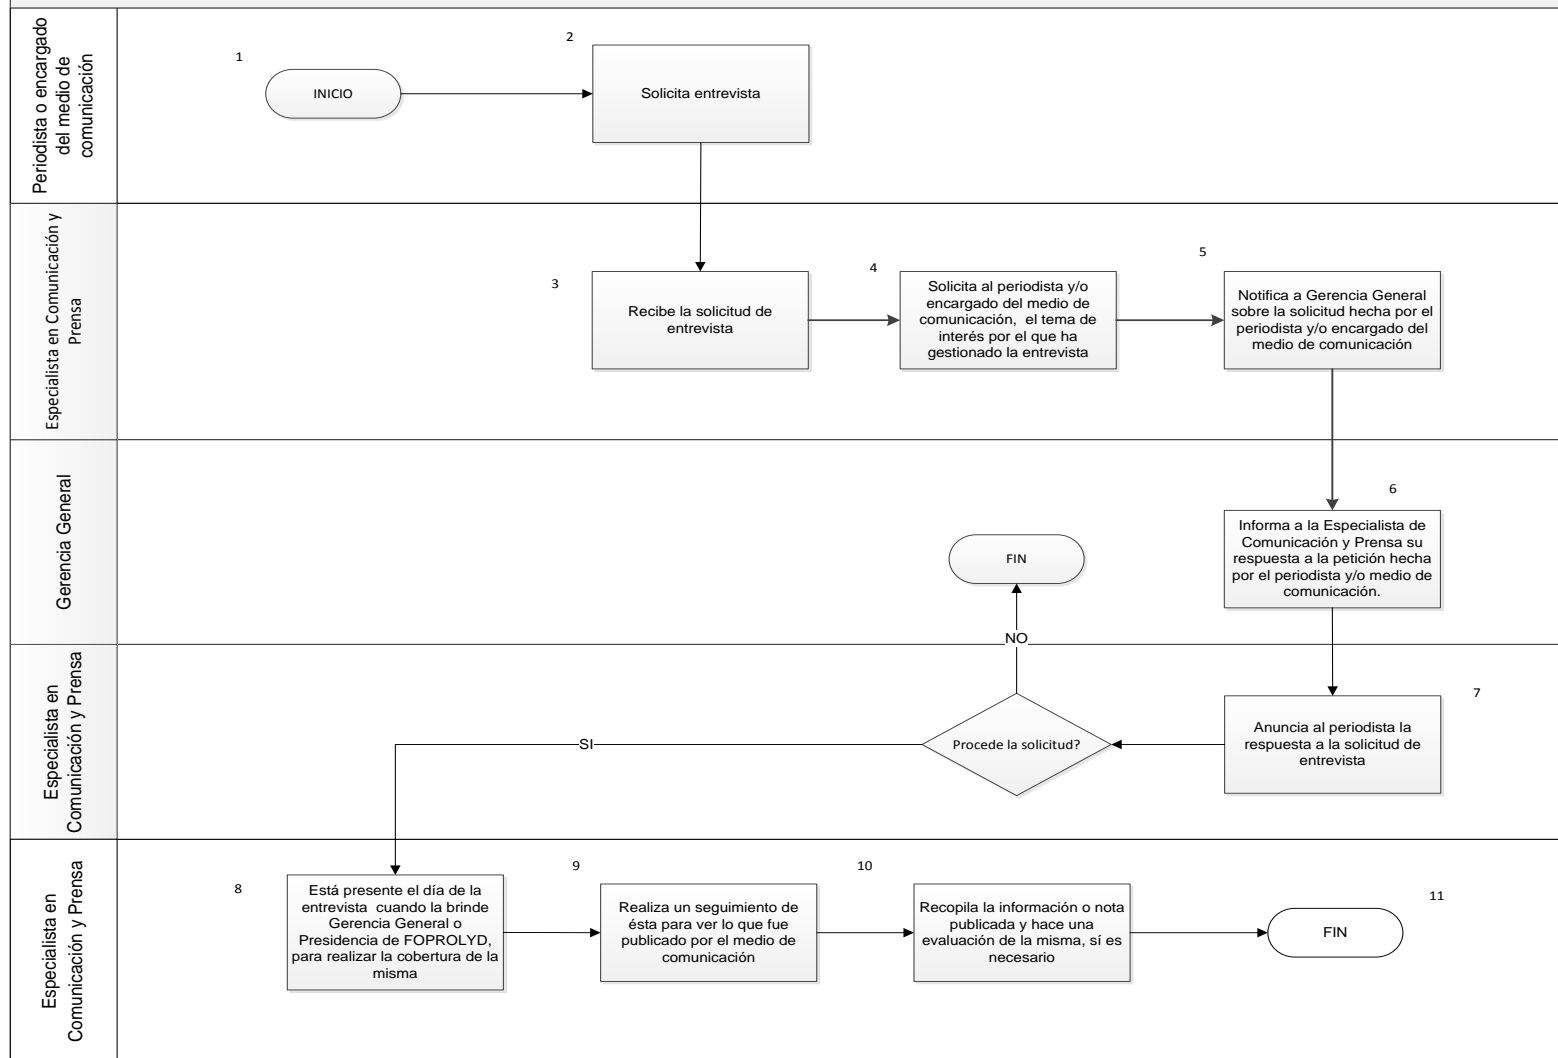 Periodista o encargado
del medio de
comunicación
1
INICIO
2
Solicita entrevista
Especialista en Comunicación y
Prensa
3
Recibe la solicitud de
entrevista
4
Solicita al periodista y/o
encargado del medio de
comunicación, el tema de
interés por el que ha
gestionado la entrevista
5
Notifica a Gerencia General
sobre la solicitud hecha por el
periodista y/o encargado del
medio de comunicación
Gerencia General
6
Informa a la Especialista de
Comunicación y Prensa su
respuesta a la petición hecha
por el periodista y/o medio de
comunicación.
FIN
NO
Especialista en
Comunicación y Prensa
7
Anuncia al periodista la
respuesta a la solicitud de
entrevista
Procede la solicitud?
SI
Especialista en
Comunicación y Prensa
8
Está presente el día de la
entrevista cuando la brinde
Gerencia General o
Presidencia de FOPROLYD,
para realizar la cobertura de la
misma
9
Realiza un seguimiento de
ésta para ver lo que fue
publicado por el medio de
comunicación
10
Recopila la información o nota
publicada y hace una
evaluación de la misma, sí es
necesario
11
FIN